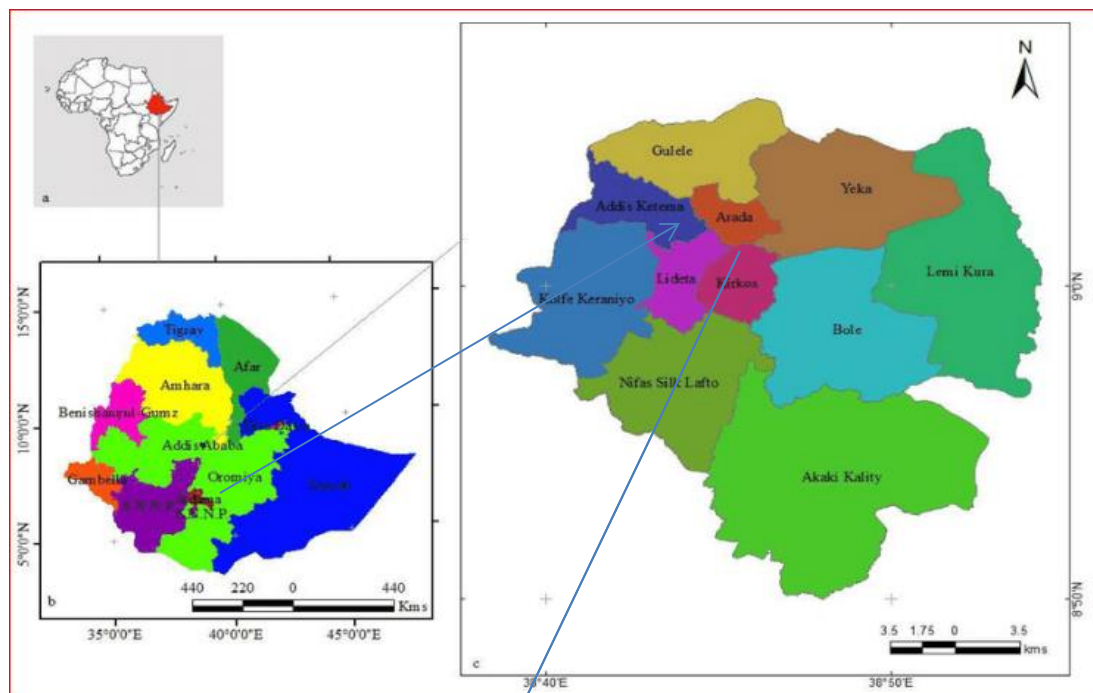 a
15°0'0"N
10°0'0"N
5°0'0"N
Tigray
Afar
Amhara
Benishangul-Gumz
Addis Ababa
Oromiya
Gambella
440 220 0 440
Kms
b
35°0'0"E 40°0'0"E 45°0'0"E
N
Gulele
Yeka
Addis Ketema
Arada
Lemi Kura
Lideta
Kirkos
Kolfe Keraniyo
Bole
Nifas Silk Lafto
Akaki Kality
3.5 1.75 0 3.5
kms
c
38°40'E 38°50'E
8°50'N